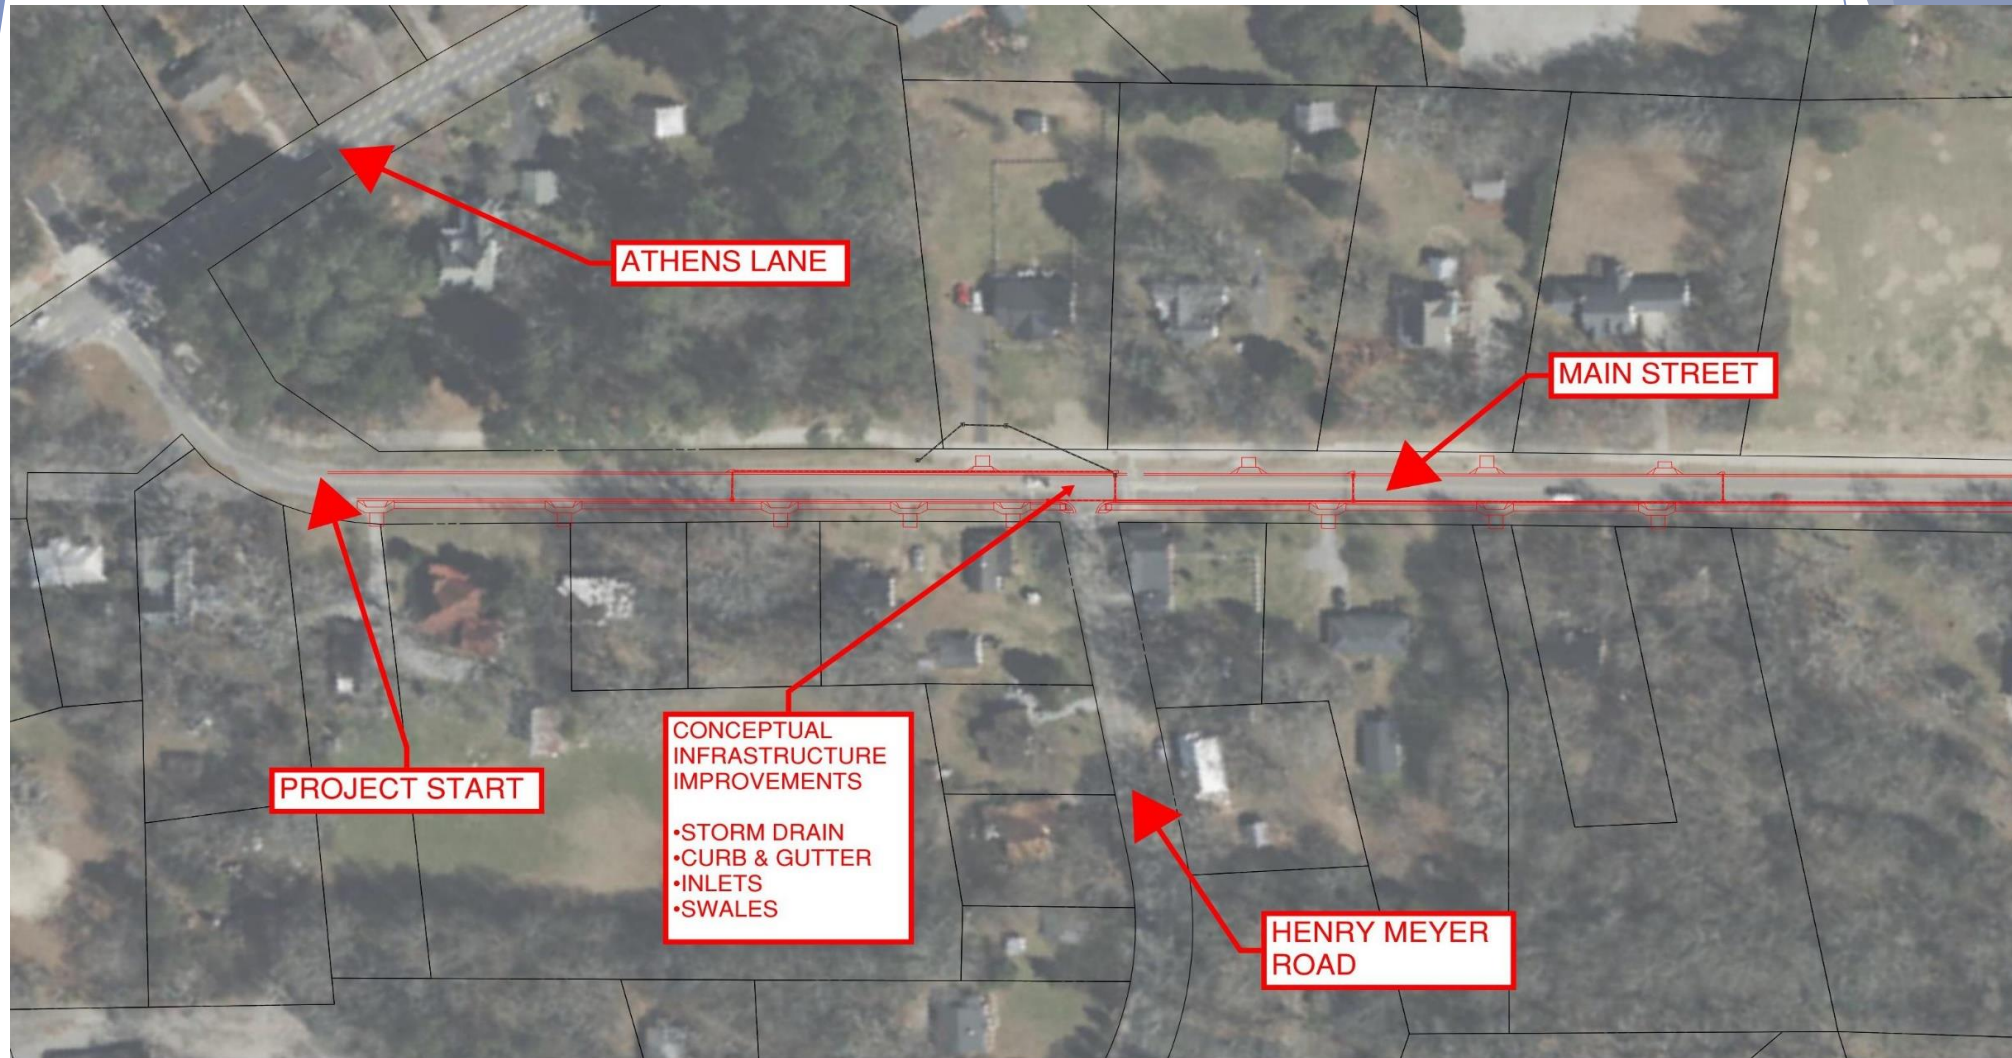 ATHENS LANE
MAIN STREET
PROJECT START
CONCEPTUAL
INFRASTRUCTURE
IMPROVEMENTS
•STORM DRAIN
•CURB & GUTTER
•INLETS
•SWALES
HENRY MEYER
ROAD